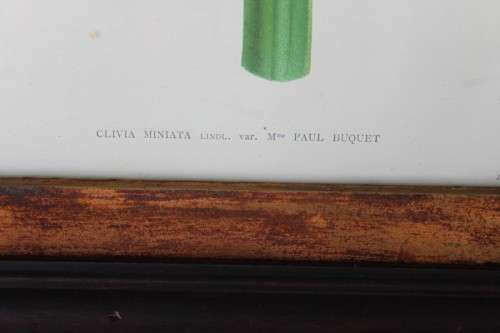 CLIVIA MINIATA LINDL. var. Mme PAUL BUQUET